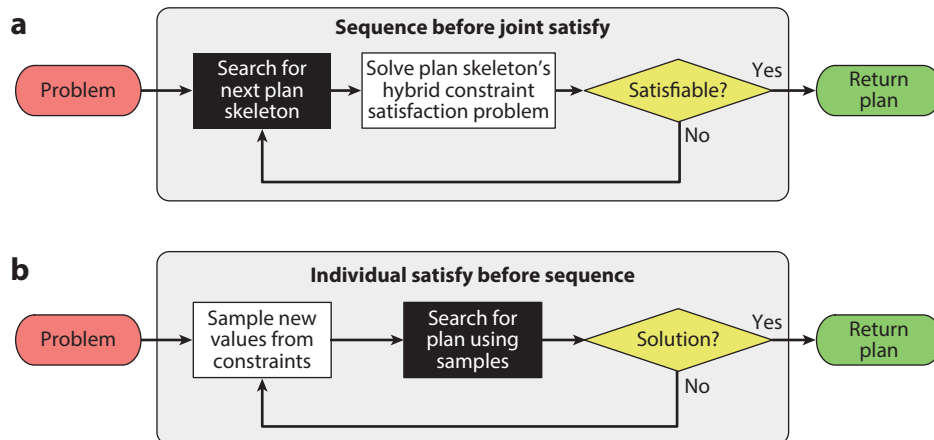 a
Sequence before joint satisfy
Problem
Search for
next plan
skeleton
Solve plan skeleton's
hybrid constraint
satisfaction problem
Satisfiable?
Yes
No
Return
plan
b
Individual satisfy before sequence
Problem
Sample new
values from
constraints
Search for
plan using
samples
Solution?
Yes
No
Return
plan